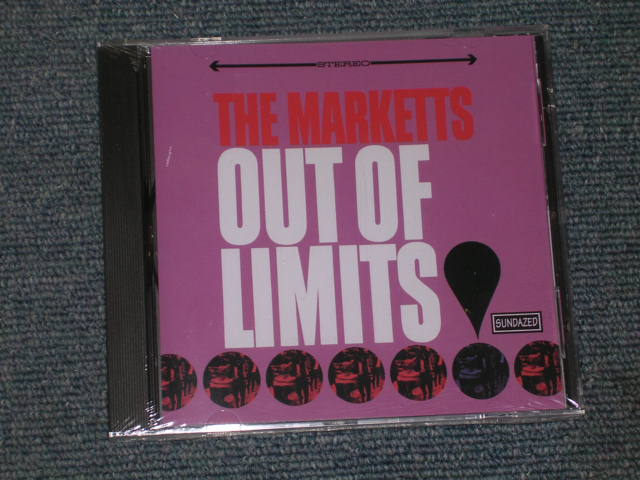 STEREO
THE MARKETTS
OUT OF
LIMITS!
SUNDAZED